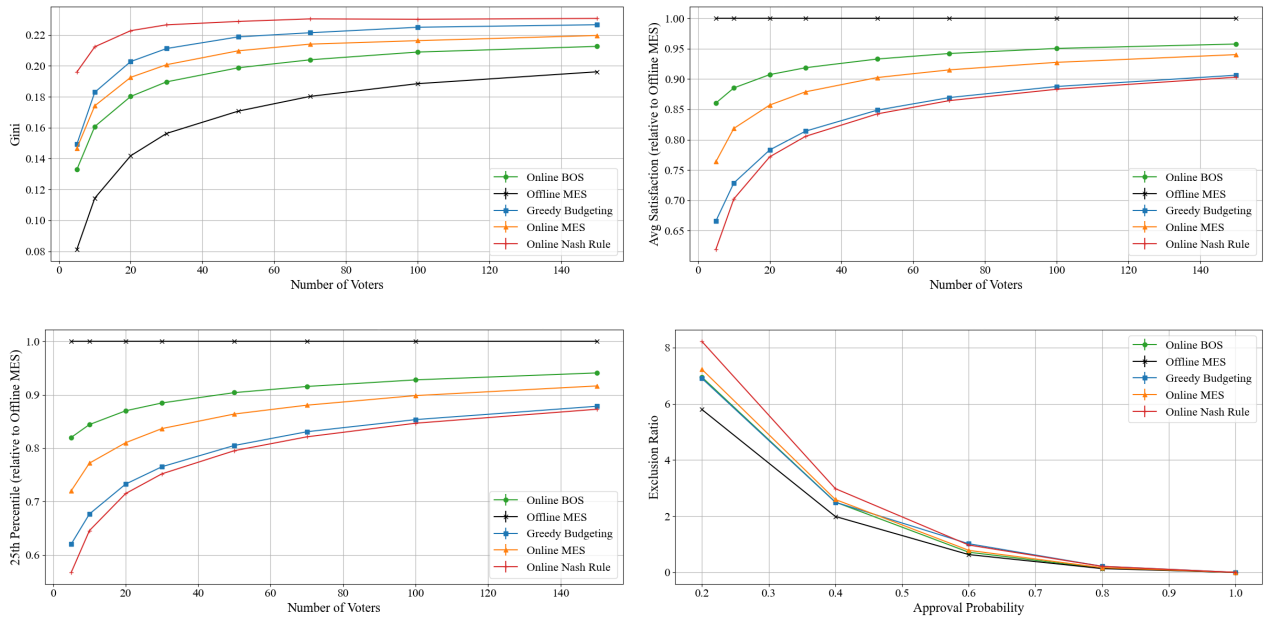 Gini
0.22
0.20
0.18
0.16
0.14
0.12
0.10
0.08
0 20 40 60 80 100 120 140
Number of Voters
Online BOS
Offline MES
Greedy Budgeting
Online MES
Online Nash Rule
Avg Satisfaction (relative to Offline MES)
1.00
0.95
0.90
0.85
0.80
0.75
0.70
0.65
0 20 40 60 80 100 120 140
Number of Voters
Online BOS
Offline MES
Greedy Budgeting
Online MES
Online Nash Rule
25th Percentile (relative to Offline MES)
1.0
0.9
0.8
0.7
0.6
0 20 40 60 80 100 120 140
Number of Voters
Online BOS
Offline MES
Greedy Budgeting
Online MES
Online Nash Rule
Exclusion Ratio
8
6
4
2
0
0.2 0.3 0.4 0.5 0.6 0.7 0.8 0.9 1.0
Approval Probability
Online BOS
Offline MES
Greedy Budgeting
Online MES
Online Nash Rule